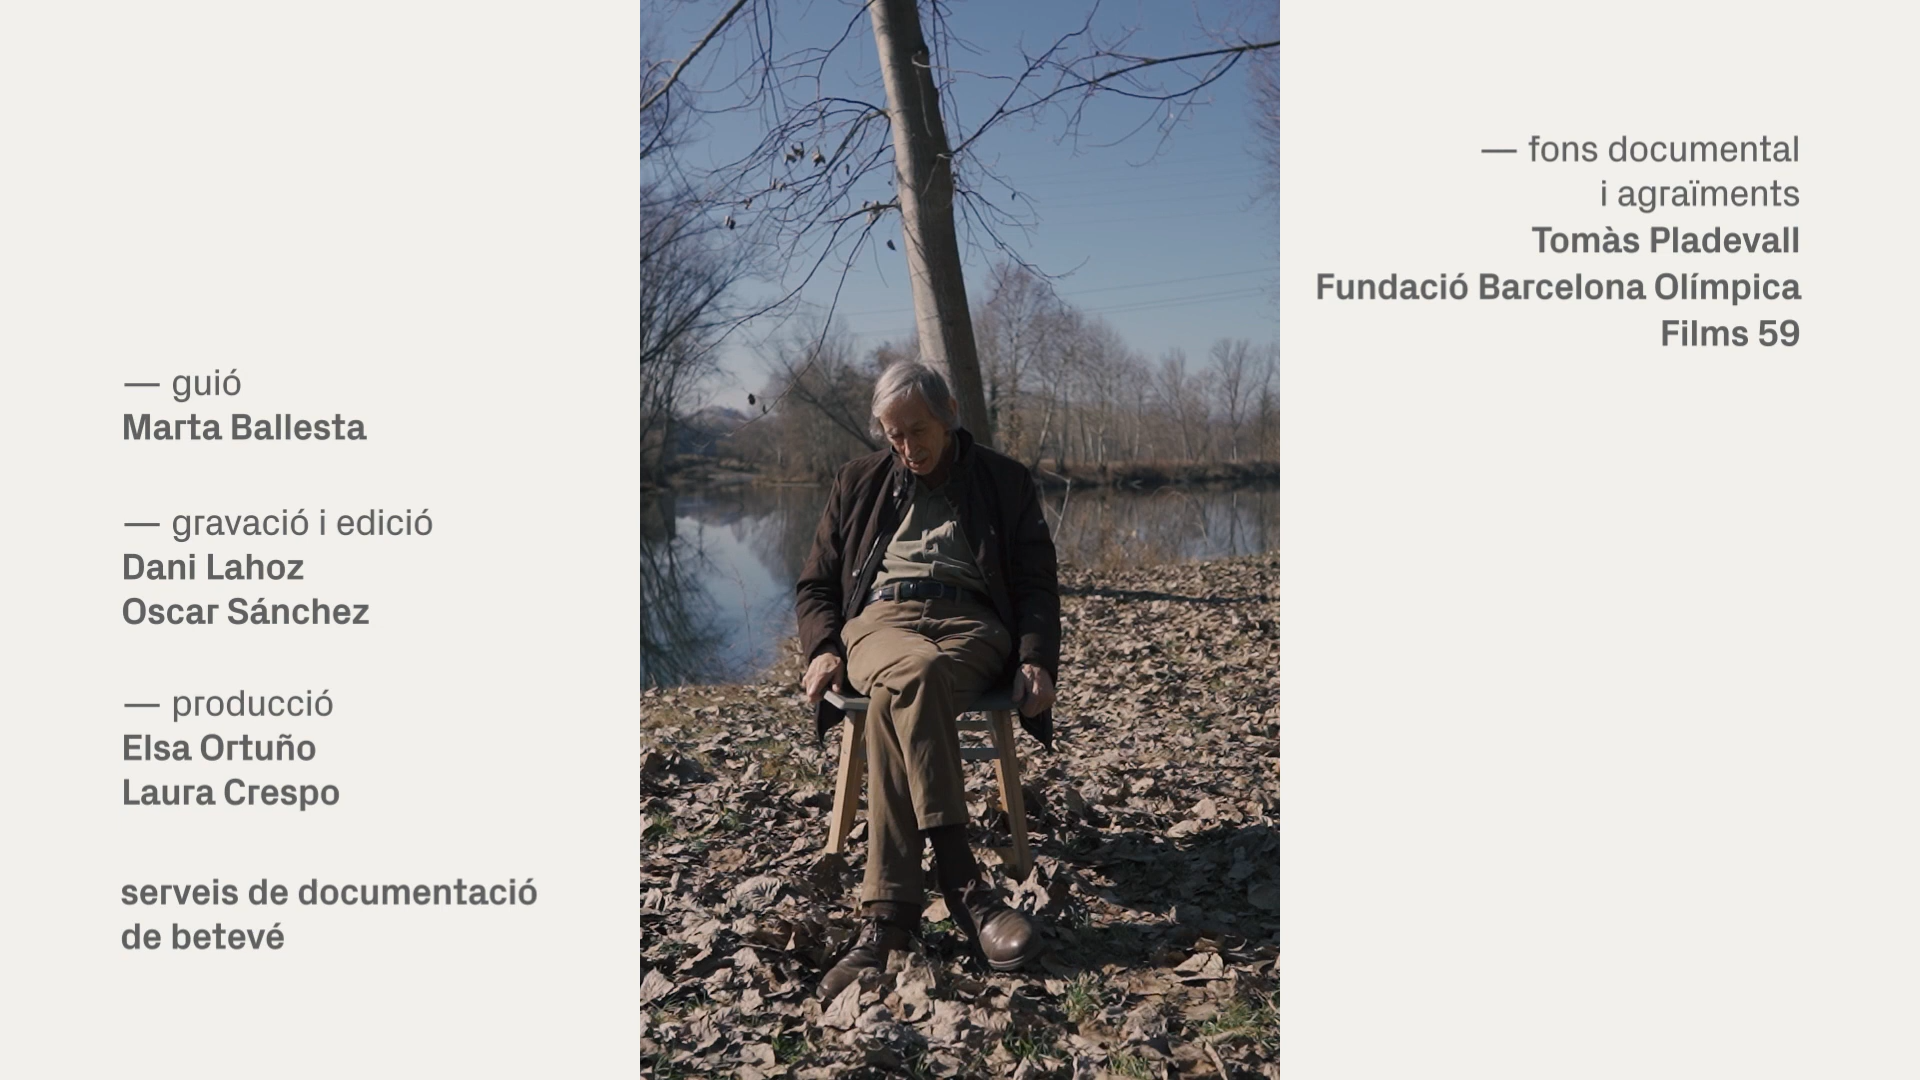 — guió
Marta Ballesta
— gravació i edició
Dani Lahoz
Oscar Sánchez
— producció
Elsa Ortuño
Laura Crespo
serveis de documentació
de betevé
— fons documental
i agraïments
Tomàs Pladevall
Fundació Barcelona Olímpica
Films 59